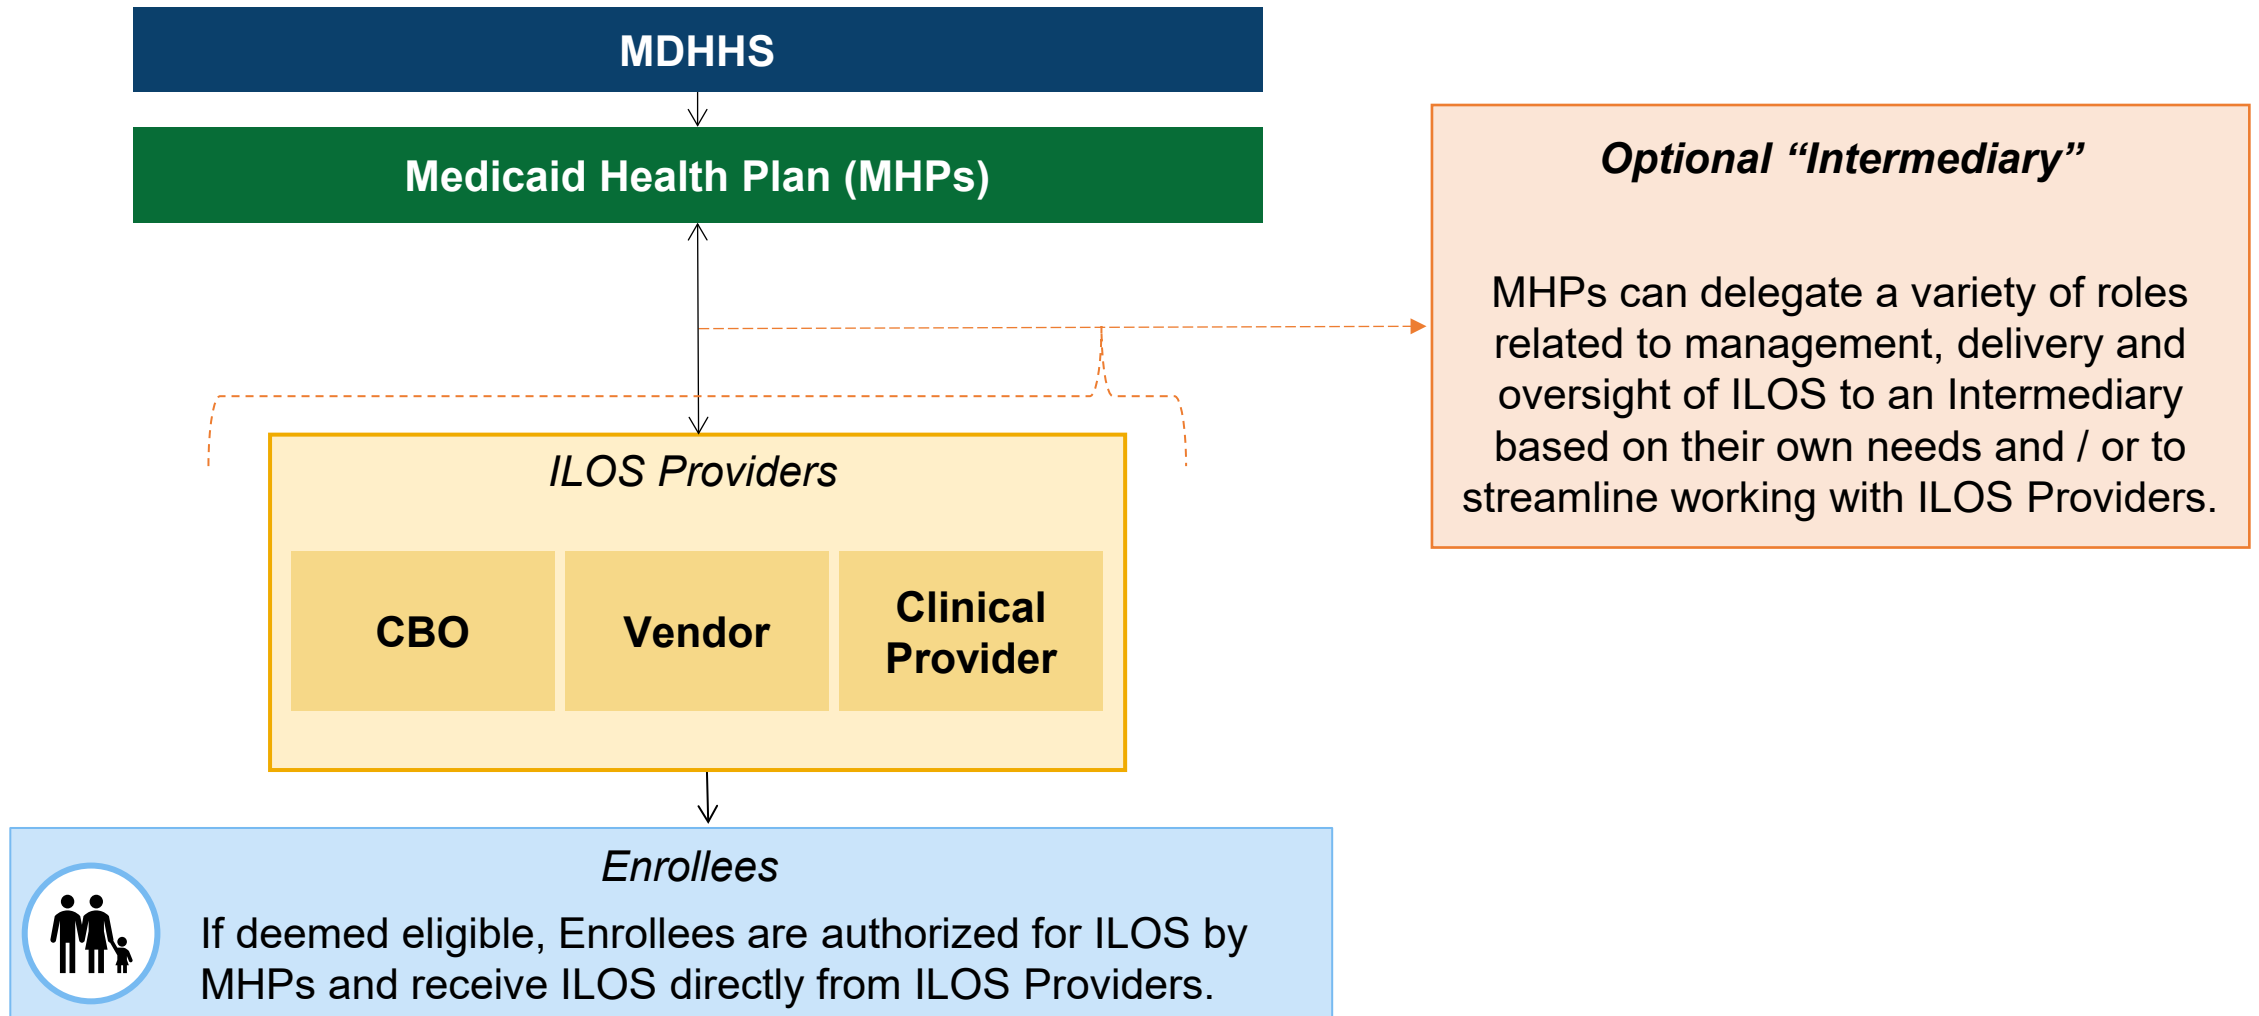 MDHHS
Medicaid Health Plan (MHPs)
Optional “Intermediary”
MHPs can delegate a variety of roles
related to management, delivery and
oversight of ILOS to an Intermediary
based on their own needs and / or to
streamline working with ILOS Providers.
ILOS Providers
CBO
Vendor
Clinical
Provider
Enrollees
If deemed eligible, Enrollees are authorized for ILOS by
MHPs and receive ILOS directly from ILOS Providers.